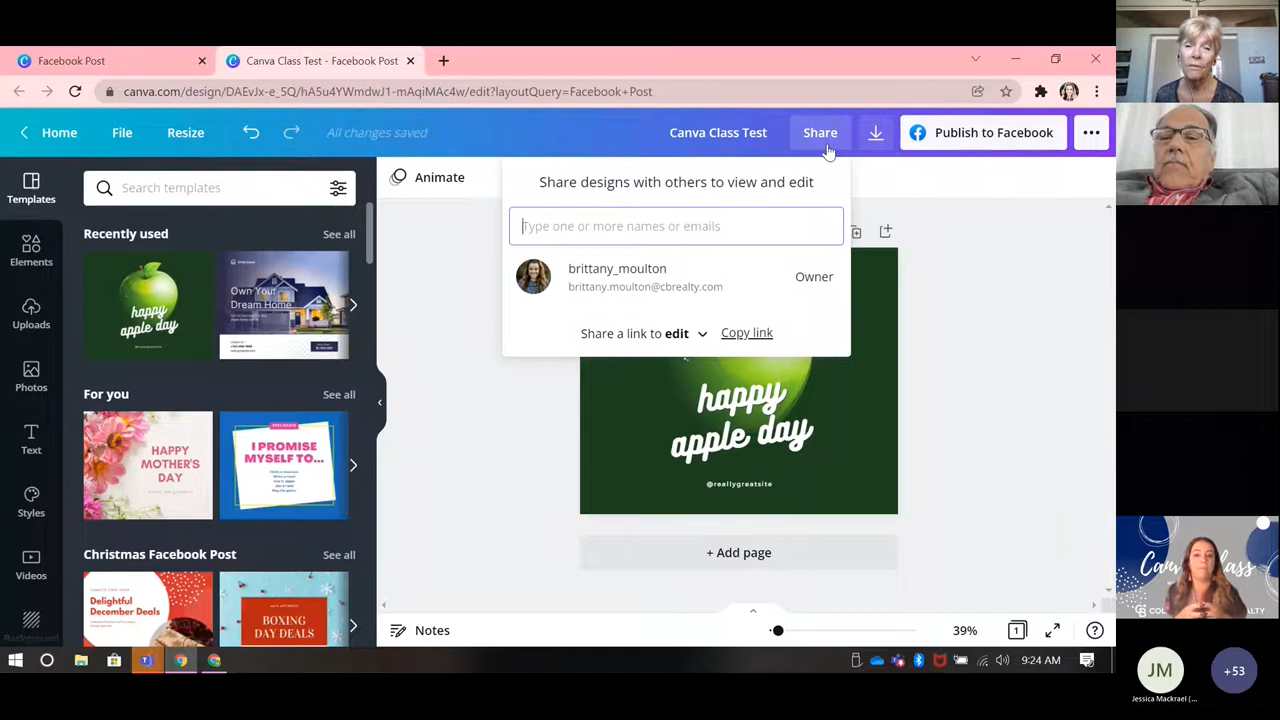 Facebook Post
Canva Class Test - Facebook Post
canva.com/design/DAEvJx-e_5Q/hA5u4YWmdwJ1-mAqiMAc4w/edit?layoutQuery=Facebook+Post
Home
File
Resize
All changes saved
Canva Class Test
Share
Publish to Facebook
Templates
Elements
Uploads
Photos
Text
Styles
Videos
Background
Search templates
Recently used
See all
happy
apple day
Own Your
Dream Home
For you
See all
HAPPY
MOTHER'S
DAY
I PROMISE
MYSELF TO...
Christmas Facebook Post
See all
Delightful
December Deals
BOXING
DAY DEALS
Animate
Share designs with others to view and edit
Type one or more names or emails
brittany_moulton
brittany.moulton@cbrealty.com
Owner
Share a link to edit
Copy link
happy
apple day
@reallygreatsite
+ Add page
Notes
39%
1
9:24 AM
JM
Jessica Mackrael (...
+53